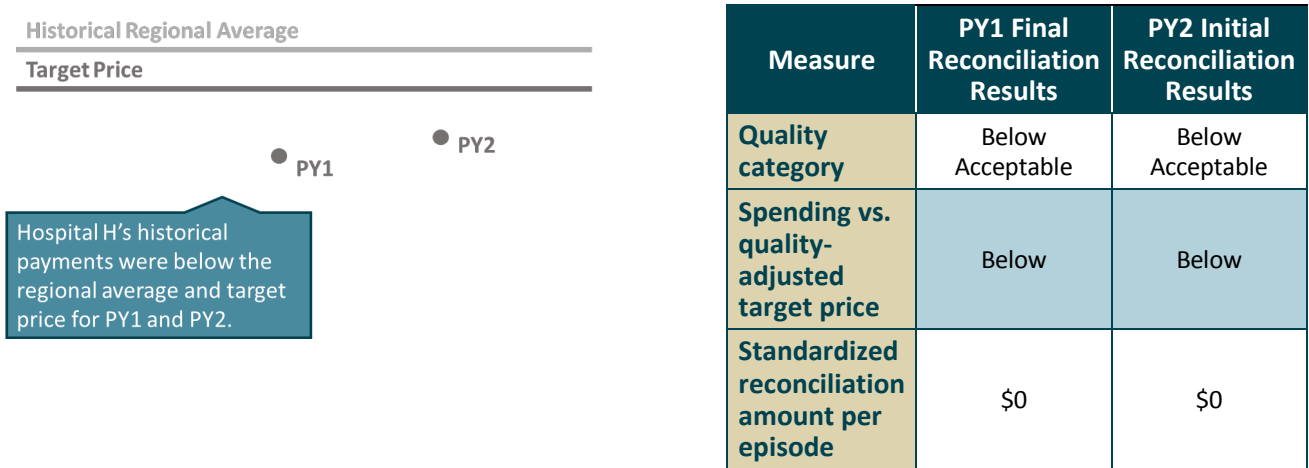 Historical Regional Average
Target Price
PY2
PY1
Hospital H's historical
payments were below the
regional average and target
price for PY1 and PY2.
Measure
PY1 Final
Reconciliation
Results
PY2 Initial
Reconciliation
Results
Quality
category
Below
Acceptable
Below
Acceptable
Spending vs.
quality-
adjusted
target price
Below
Below
Standardized
reconciliation
amount per
episode
$0
$0